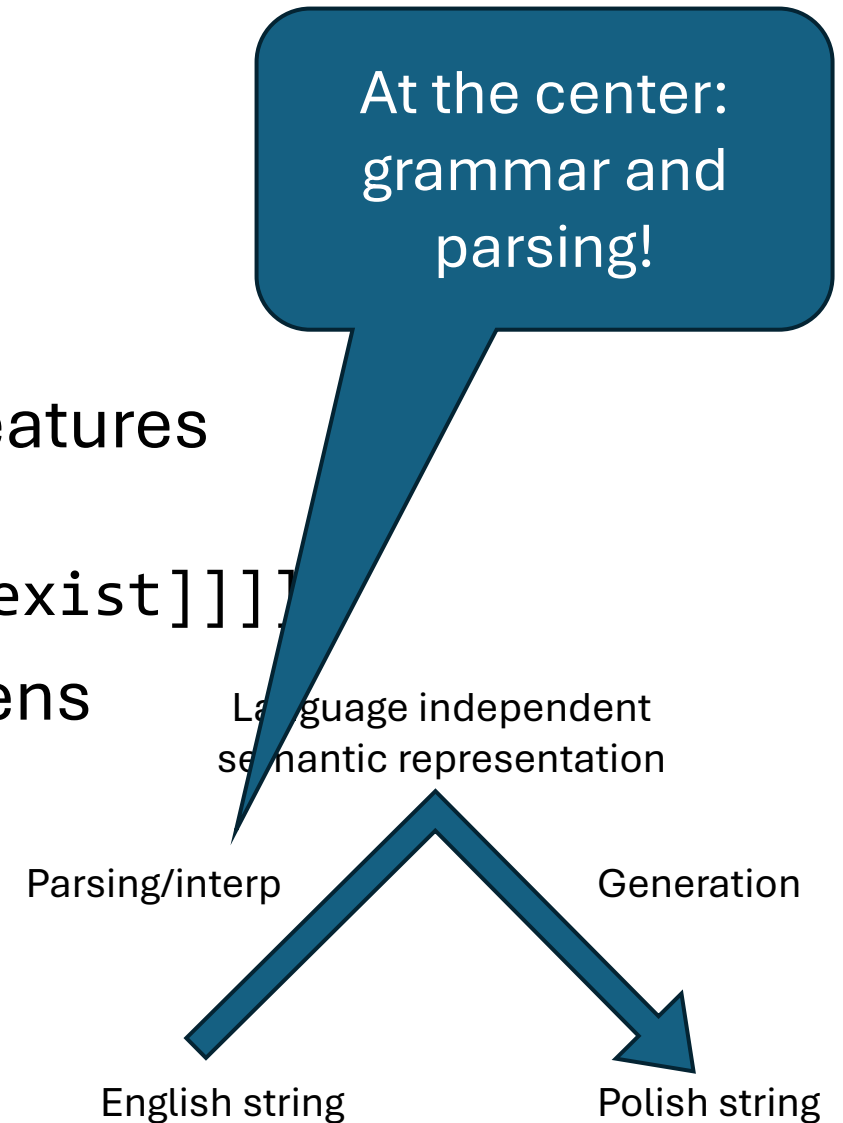 At the center:
grammar and
parsing!
eatures
exist]]]]
ens
Language independent
semantic representation
Parsing/interp
Generation
English string
Polish string